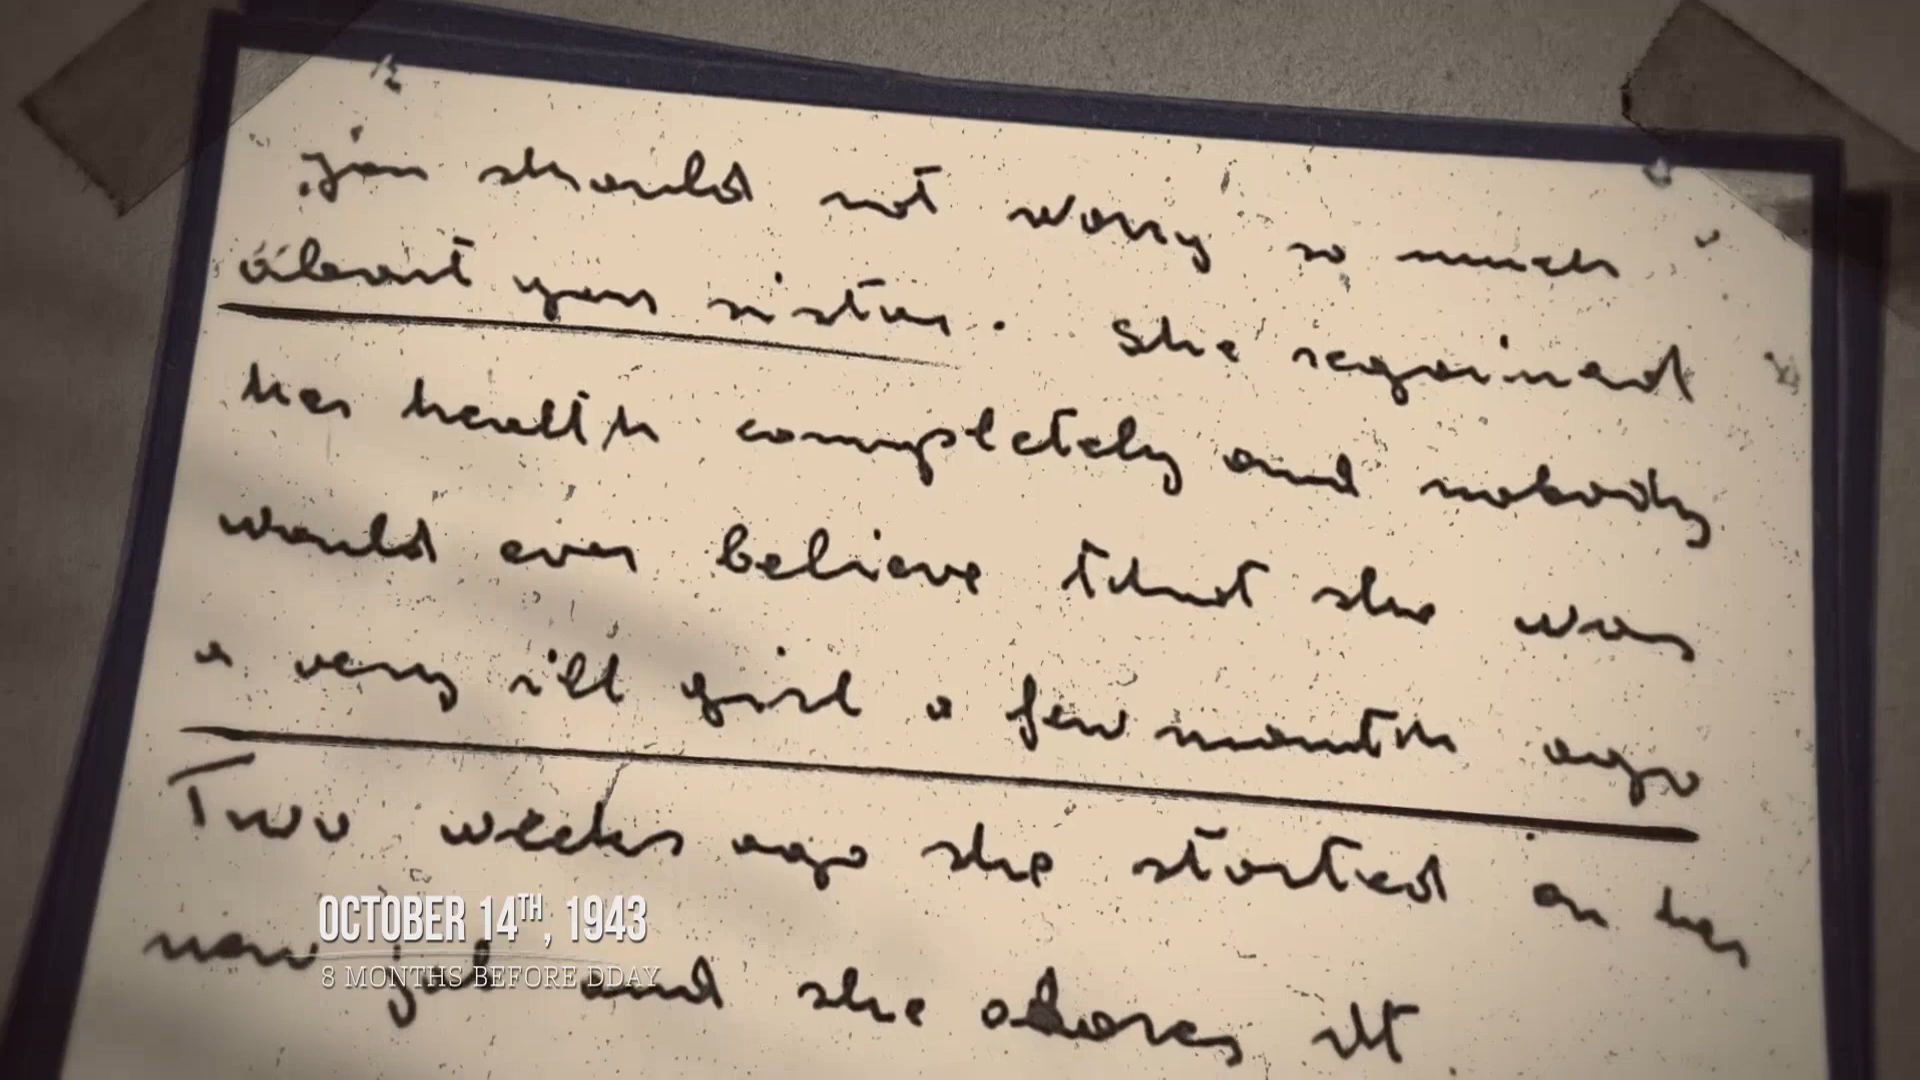 you should not worry so much
about your sister. She regained
her health completely and nobody
would ever believe that she was
a very ill girl a few month ago
Two weeks ago she started on her
new job and she adores it
OCTOBER 14TH, 1943
8 MONTHS BEFORE DDAY